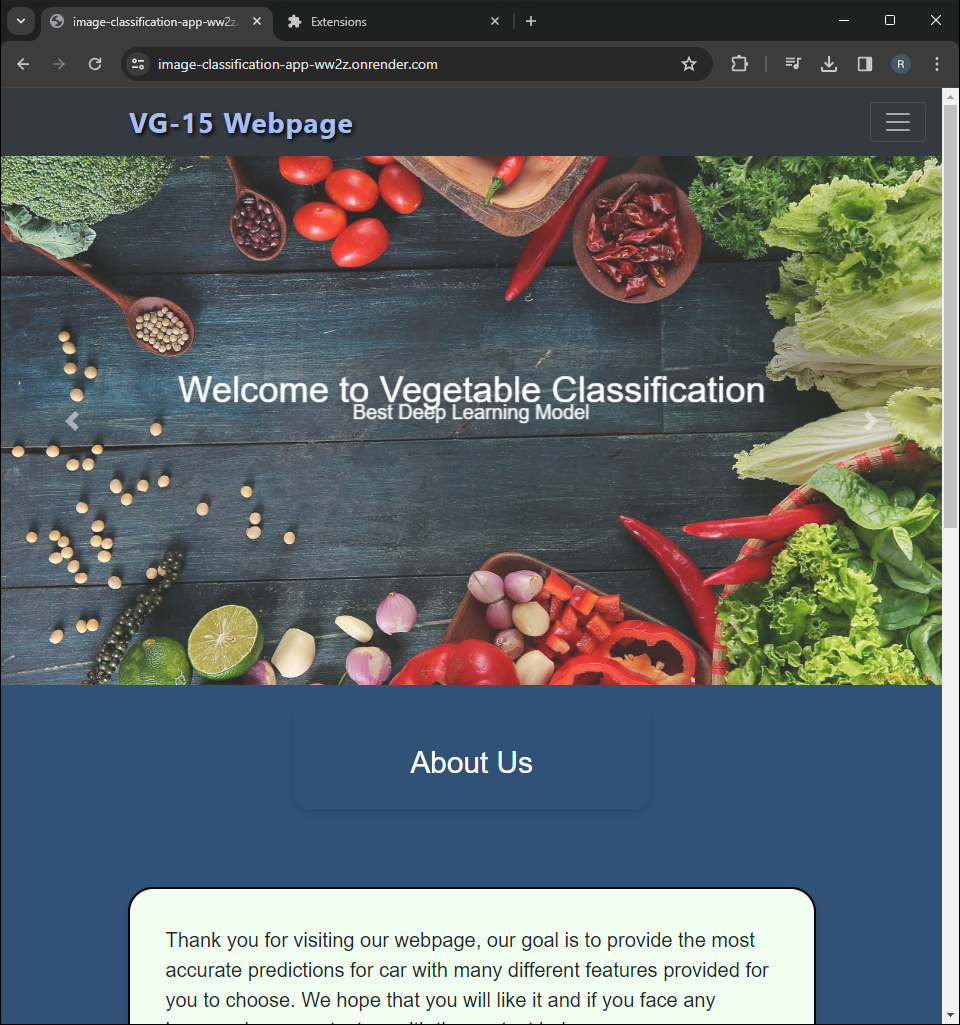 image-classification-app-ww2z.
Extensions
image-classification-app-ww2z.onrender.com
R
VG-15 Webpage
Welcome to Vegetable Classification
Best Deep Learning Model
About Us
Thank you for visiting our webpage, our goal is to provide the most
accurate predictions for car with many different features provided for
you to choose. We hope that you will like it and if you face any